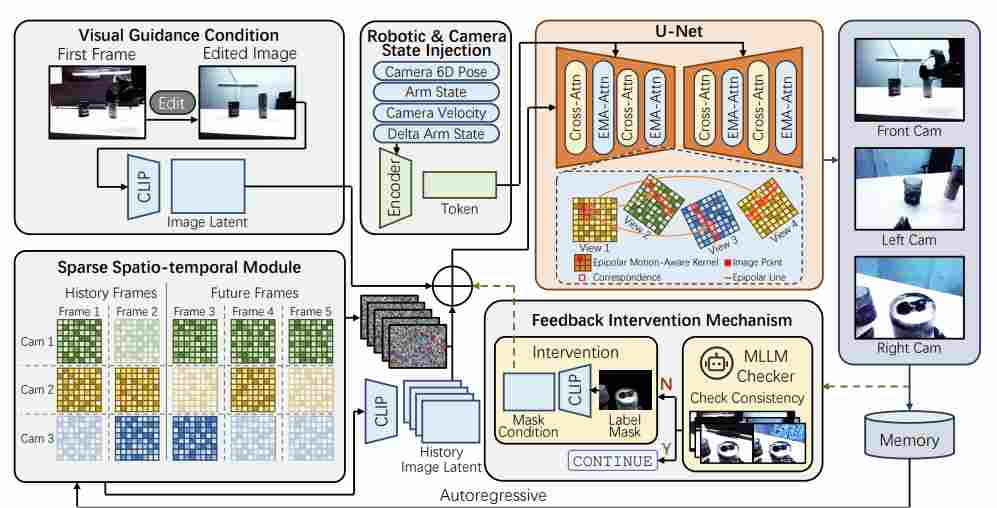 Visual Guidance Condition
First Frame
Edited Image
Edit
CLIP
Image Latent
Robotic & Camera
State Injection
Camera 6D Pose
Arm State
Camera Velocity
Delta Arm State
Encoder
Token
U-Net
Cross-Attn
EMA-Attn
Cross-Attn
EMA-Attn
Cross-Attn
EMA-Attn
Cross-Attn
EMA-Attn
View 1
View 2
View 3
View 4
Epipolar Motion-Aware Kernel
Image Point
Correspondence
Epipolar Line
Front Cam
Left Cam
Right Cam
Memory
Sparse Spatio-temporal Module
History Frames
Future Frames
Frame 1
Frame 2
Frame 3
Frame 4
Frame 5
Cam 1
Cam 2
Cam 3
CLIP
History
Image Latent
Feedback Intervention Mechanism
Intervention
CLIP
Mask
Condition
Label
Mask
N
Y
CONTINUE
MLLM
Checker
Check Consistency
Autoregressive